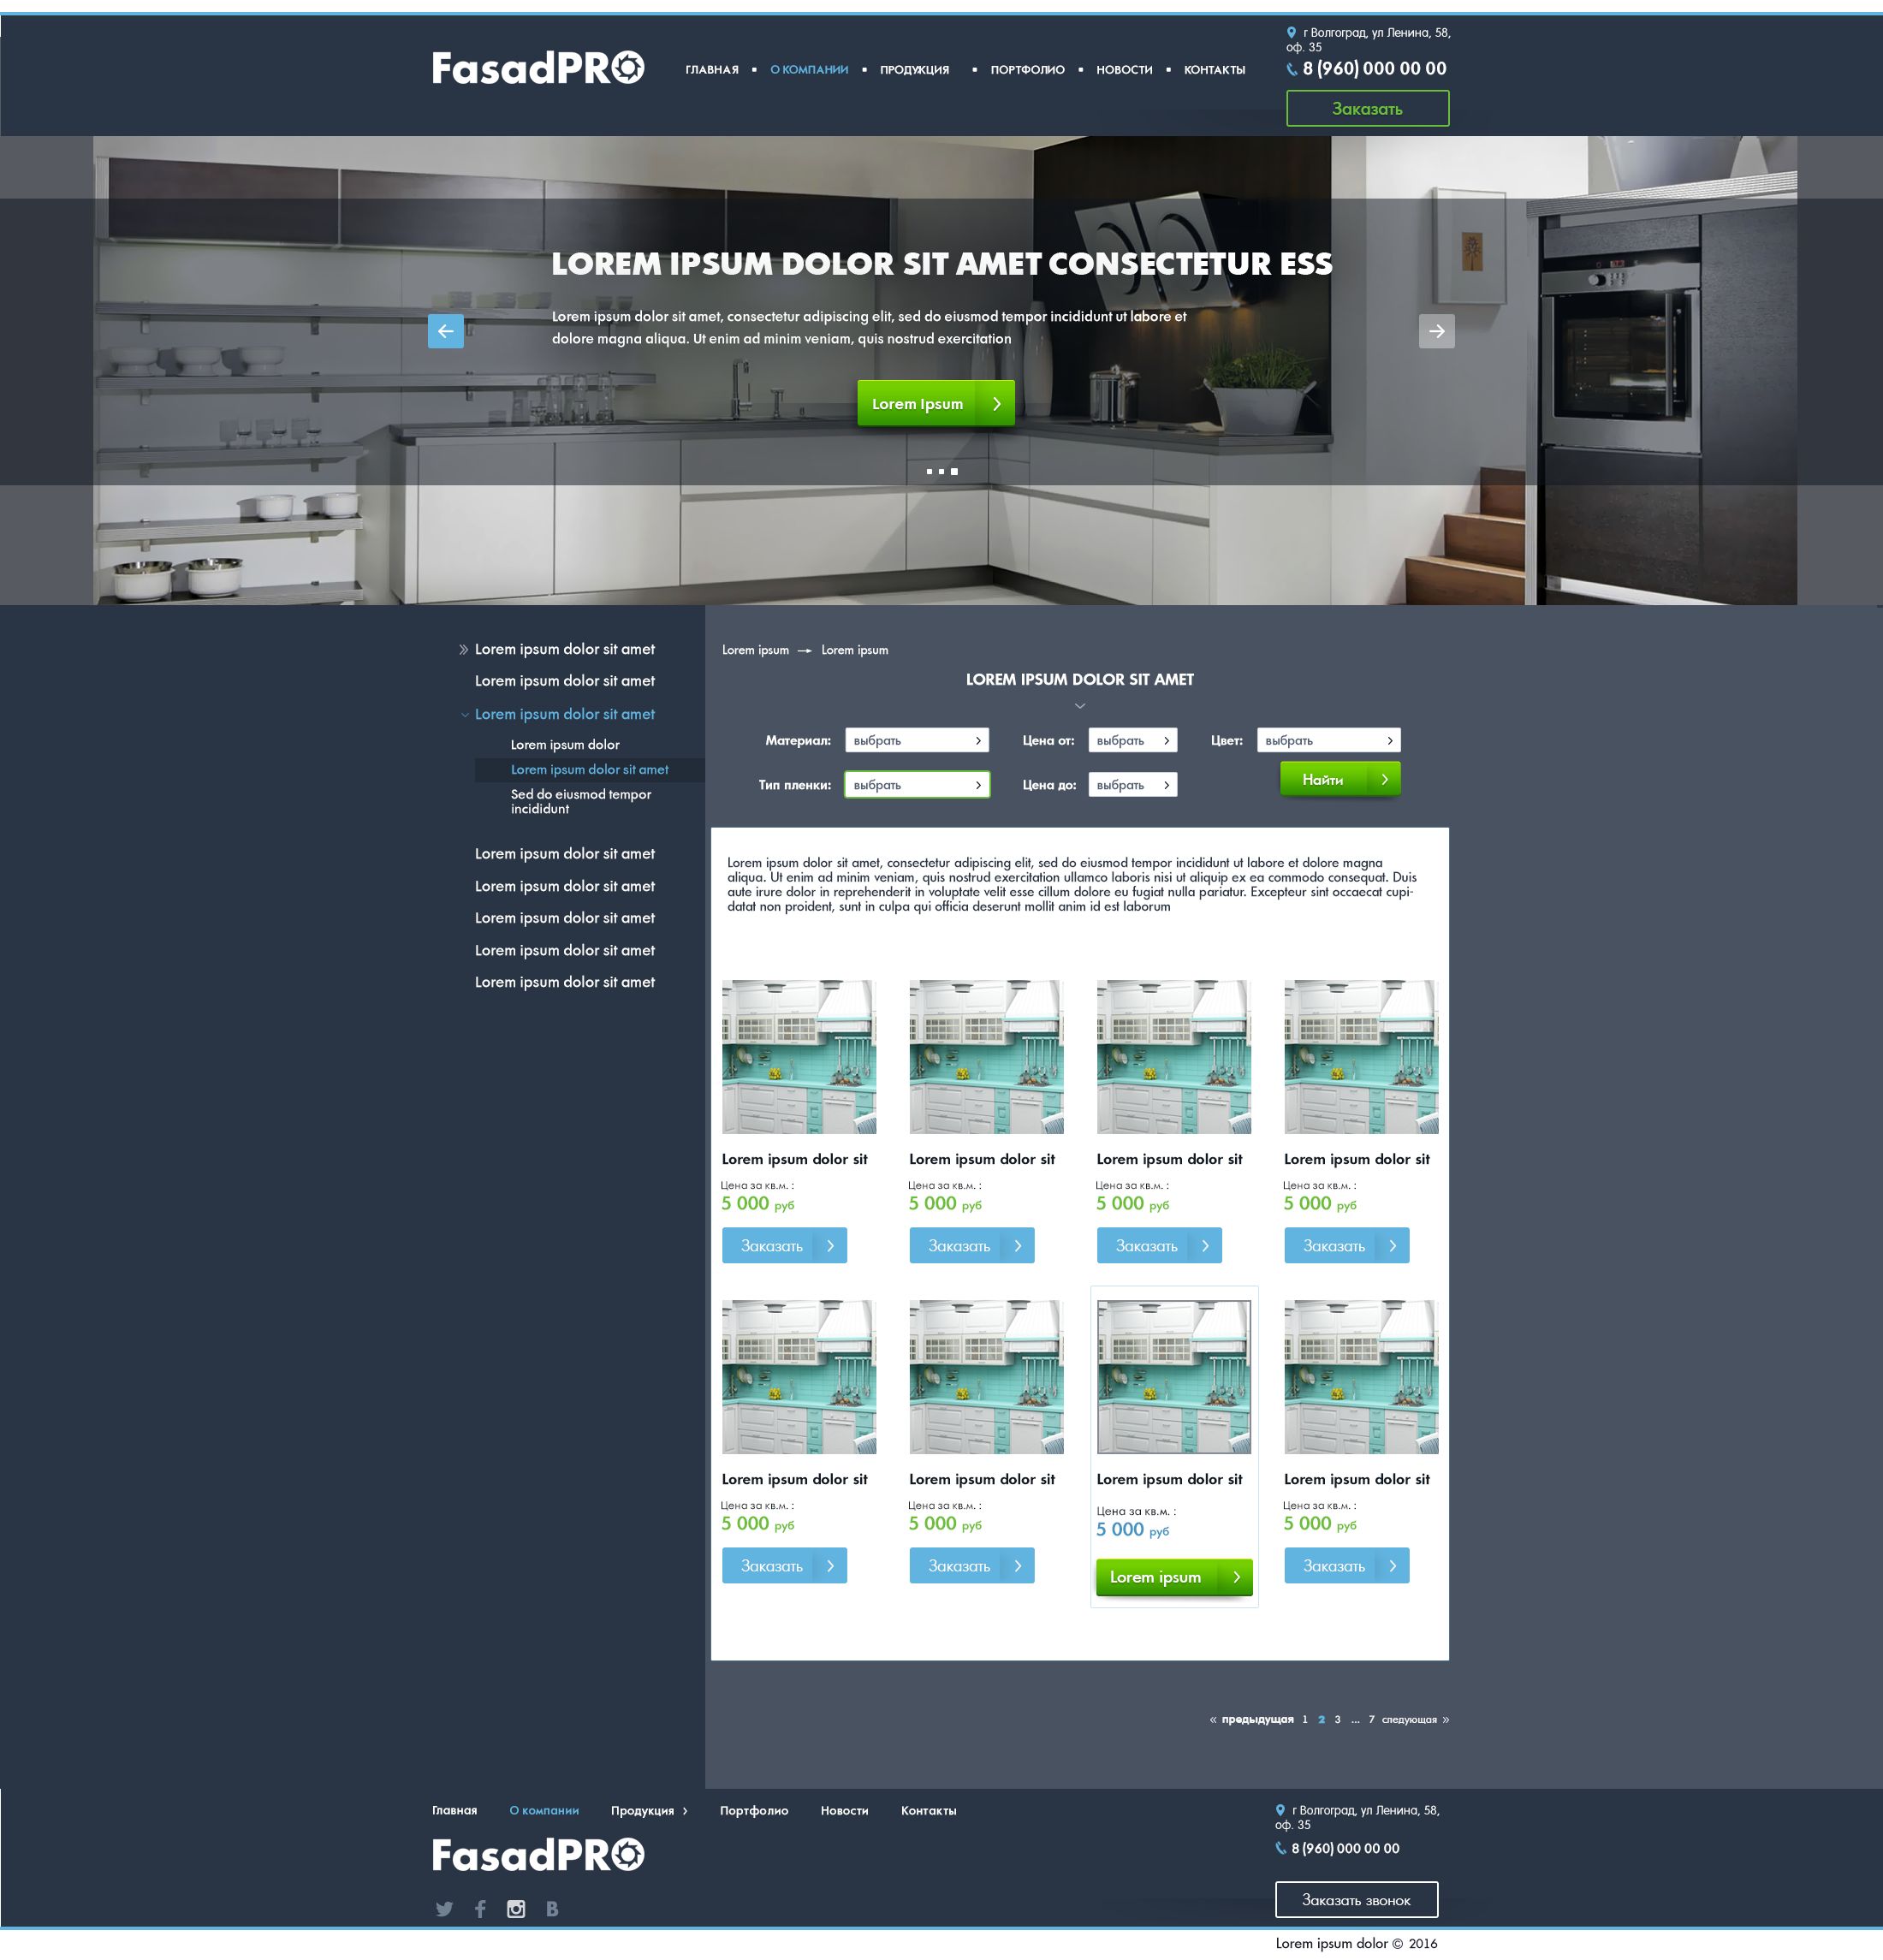 FasadPRO
ГЛАВНАЯ О КОМПАНИИ ПРОДУКЦИЯ ПОРТФОЛИО НОВОСТИ КОНТАКТЫ
г Волгоград, ул Ленина, 58,
оф. 35
8 (960) 000 00 00
Заказать
LOREM IPSUM DOLOR SIT AMET CONSECTETUR ESS
Lorem ipsum dolor sit amet, consectetur adipiscing elit, sed do eiusmod tempor incididunt ut labore et
dolore magna aliqua. Ut enim ad minim veniam, quis nostrud exercitation
Lorem Ipsum
Lorem ipsum dolor sit amet
Lorem ipsum dolor sit amet
Lorem ipsum dolor sit amet
Lorem ipsum dolor
Lorem ipsum dolor sit amet
Sed do eiusmod tempor
incididunt
Lorem ipsum dolor sit amet
Lorem ipsum dolor sit amet
Lorem ipsum dolor sit amet
Lorem ipsum dolor sit amet
Lorem ipsum dolor sit amet
Lorem ipsum → Lorem ipsum
LOREM IPSUM DOLOR SIT AMET
Материал: выбрать Цена от: выбрать Цвет: выбрать
Тип пленки: выбрать Цена до: выбрать Найти
Lorem ipsum dolor sit amet, consectetur adipiscing elit, sed do eiusmod tempor incididunt ut labore et dolore magna
aliqua. Ut enim ad minim veniam, quis nostrud exercitation ullamco laboris nisi ut aliquip ex ea commodo consequat. Duis
aute irure dolor in reprehenderit in voluptate velit esse cillum dolore eu fugiat nulla pariatur. Excepteur sint occaecat cupi-
datat non proident, sunt in culpa qui officia deserunt mollit anim id est laborum
Lorem ipsum dolor sit Lorem ipsum dolor sit Lorem ipsum dolor sit Lorem ipsum dolor sit
Цена за кв.м. : Цена за кв.м. : Цена за кв.м. : Цена за кв.м. :
5 000 руб 5 000 руб 5 000 руб 5 000 руб
Заказать Заказать Заказать Заказать
Lorem ipsum dolor sit Lorem ipsum dolor sit Lorem ipsum dolor sit Lorem ipsum dolor sit
Цена за кв.м. : Цена за кв.м. : Цена за кв.м. : Цена за кв.м. :
5 000 руб 5 000 руб 5 000 руб 5 000 руб
Заказать Заказать Lorem ipsum Заказать
« предыдущая 1 2 3 ... 7 следующая »
Главная О компании Продукция Портфолио Новости Контакты
г Волгоград, ул Ленина, 58,
оф. 35
FasadPRO
8 (960) 000 00 00
Заказать звонок
Lorem ipsum dolor © 2016